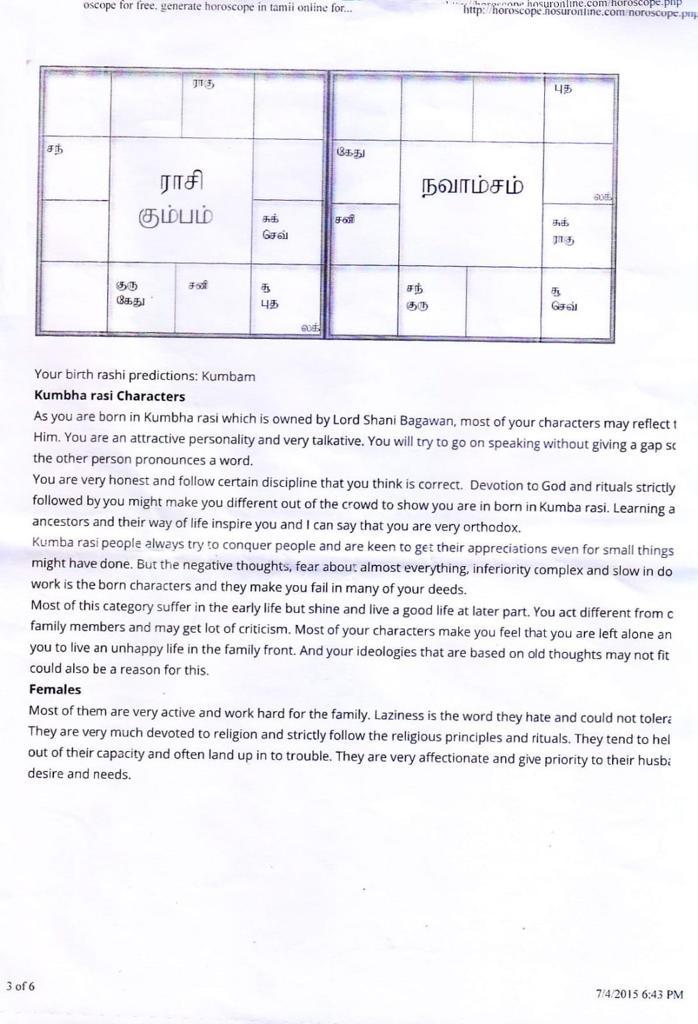 oscope for free. generate horoscope in tamil online for...
http://horoscope.hosuronline.com/horoscope.php
ராகு
சந்
ராசி
கும்பம்
சுக்
செவ்
குரு
கேது
சனி
சூ
புத
லக்
புத
கேது
நவாம்சம்
லக்
சனி
சுக்
ராகு
சந்
குரு
சூ
செவ்
Your birth rashi predictions: Kumbam
Kumbha rasi Characters
As you are born in Kumbha rasi which is owned by Lord Shani Bagawan, most of your characters may reflect t
Him. You are an attractive personality and very talkative. You will try to go on speaking without giving a gap so
the other person pronounces a word.
You are very honest and follow certain discipline that you think is correct. Devotion to God and rituals strictly
followed by you might make you different out of the crowd to show you are in born in Kumba rasi. Learning a
ancestors and their way of life inspire you and I can say that you are very orthodox.
Kumba rasi people always try to conquer people and are keen to get their appreciations even for small things
might have done. But the negative thoughts, fear about almost everything, inferiority complex and slow in do
work is the born characters and they make you fail in many of your deeds.
Most of this category suffer in the early life but shine and live a good life at later part. You act different from c
family members and may get lot of criticism. Most of your characters make you feel that you are left alone an
you to live an unhappy life in the family front. And your ideologies that are based on old thoughts may not fit
could also be a reason for this.
Females
Most of them are very active and work hard for the family. Laziness is the word they hate and could not tolera
They are very much devoted to religion and strictly follow the religious principles and rituals. They tend to hel
out of their capacity and often land up in to trouble. They are very affectionate and give priority to their husba
desire and needs.
3 of 6
7/4/2015 6:43 PM